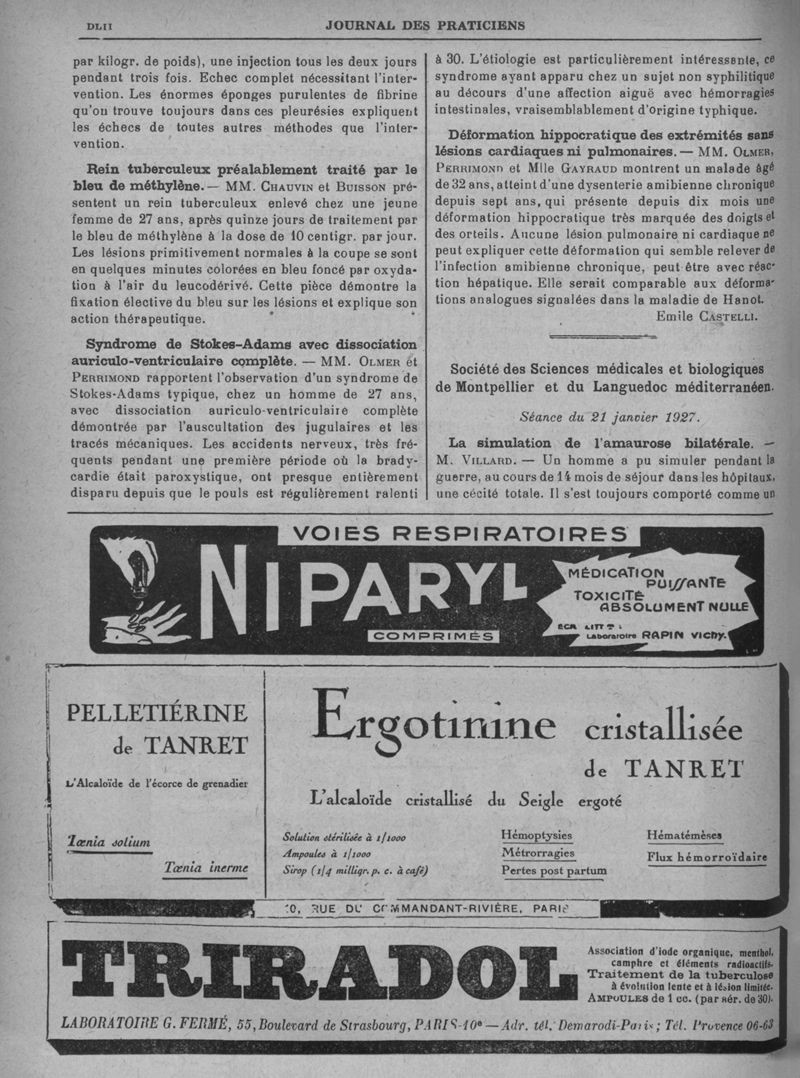 DLII
JOURNAL DES PRATICIENS
par kilogr. de poids), une injection tous les deux jours
pendant trois fois. Echec complet nécessitant l'inter-
vention. Les énormes éponges purulentes de fibrine
qu'on trouve toujours dans ces pleurésies expliquent
les échecs de toutes autres méthodes que l'inter-
vention.
Rein tuberculeux préalablement traité par le
bleu de méthylène. — MM. CHAUVIN et BUISSON pré-
sentent un rein tuberculeux enlevé chez une jeune
femme de 27 ans, après quinze jours de traitement par
le bleu de méthylène à la dose de 10 centigr. par jour.
Les lésions primitivement normales à la coupe se sont
en quelques minutes colorées en bleu foncé par oxyda-
tion à l'air du leucodérivé. Cette pièce démontre la
fixation élective du bleu sur les lésions et explique son
action thérapeutique.
Syndrome de Stokes-Adams avec dissociation
auriculo-ventriculaire complète. — MM. OLMER et
PERRIMOND rapportent l'observation d'un syndrome de
Stokes-Adams typique, chez un homme de 27 ans,
avec dissociation auriculo-ventriculaire complète
démontrée par l'auscultation des jugulaires et les
tracés mécaniques. Les accidents nerveux, très fré-
quents pendant une première période où la brady-
cardie était paroxystique, ont presque entièrement
disparu depuis que le pouls est régulièrement ralenti
à 30. L'étiologie est particulièrement intéressante, ce
syndrome ayant apparu chez un sujet non syphilitique
au décours d'une affection aiguë avec hémorragies
intestinales, vraisemblablement d'origine typhique.
Déformation hippocratique des extrémités sans
lésions cardiaques ni pulmonaires. — MM. OLMER,
PERRIMOND et Mlle GAYRAUD montrent un malade âgé
de 32 ans, atteint d'une dysenterie amibienne chronique
depuis sept ans, qui présente depuis dix mois une
déformation hippocratique très marquée des doigts et
des orteils. Aucune lésion pulmonaire ni cardiaque ne
peut expliquer cette déformation qui semble relever de
l'infection amibienne chronique, peut être avec réac-
tion hépatique. Elle serait comparable aux déforma-
tions analogues signalées dans la maladie de Hanot.
Emile CASTELLI.
Société des Sciences médicales et biologiques
de Montpellier et du Languedoc méditerranéen.
Séance du 21 janvier 1927.
La simulation de l'amaurose bilatérale. —
M. VILLARD. — Un homme a pu simuler pendant la
guerre, au cours de 14 mois de séjour dans les hôpitaux,
une cécité totale. Il s'est toujours comporté comme un
VOIES RESPIRATOIRES
NIPARYL
COMPRIMÉS
MÉDICATION
PUISSANTE
TOXICITÉ
ABSOLUMENT NULLE
Laboratoire RAPIN VICHY.
PELLETIÉRINE
de TANRET
L'Alcaloïde de l'écorce de grenadier
Tænia solium
Tœnia inerme
Ergotinine cristallisée
de TANRET
L'alcaloïde cristallisé du Seigle ergoté
Solution stérilisée à 1/1000
Ampoules à 1/1000
Sirop (1/4 milligr. p. c. à café)
Hémoptysies
Métrorragies
Pertes post partum
Hématémèses
Flux hémorroïdaire
RUE DU COMMANDANT-RIVIÈRE, PARIS
TRIRADOL
Association d'iode organique, menthol,
camphre et éléments radioactifs.
Traitement de la tuberculose
à évolution lente et à lésion limitée.
AMPOULES de 1 cc. (par sér. de 30).
LABORATOIRE G. FERMÉ, 55, Boulevard de Strasbourg, PARIS-10e — Adr. tél. Demarodi-Paris ; Tél. Provence 06-63